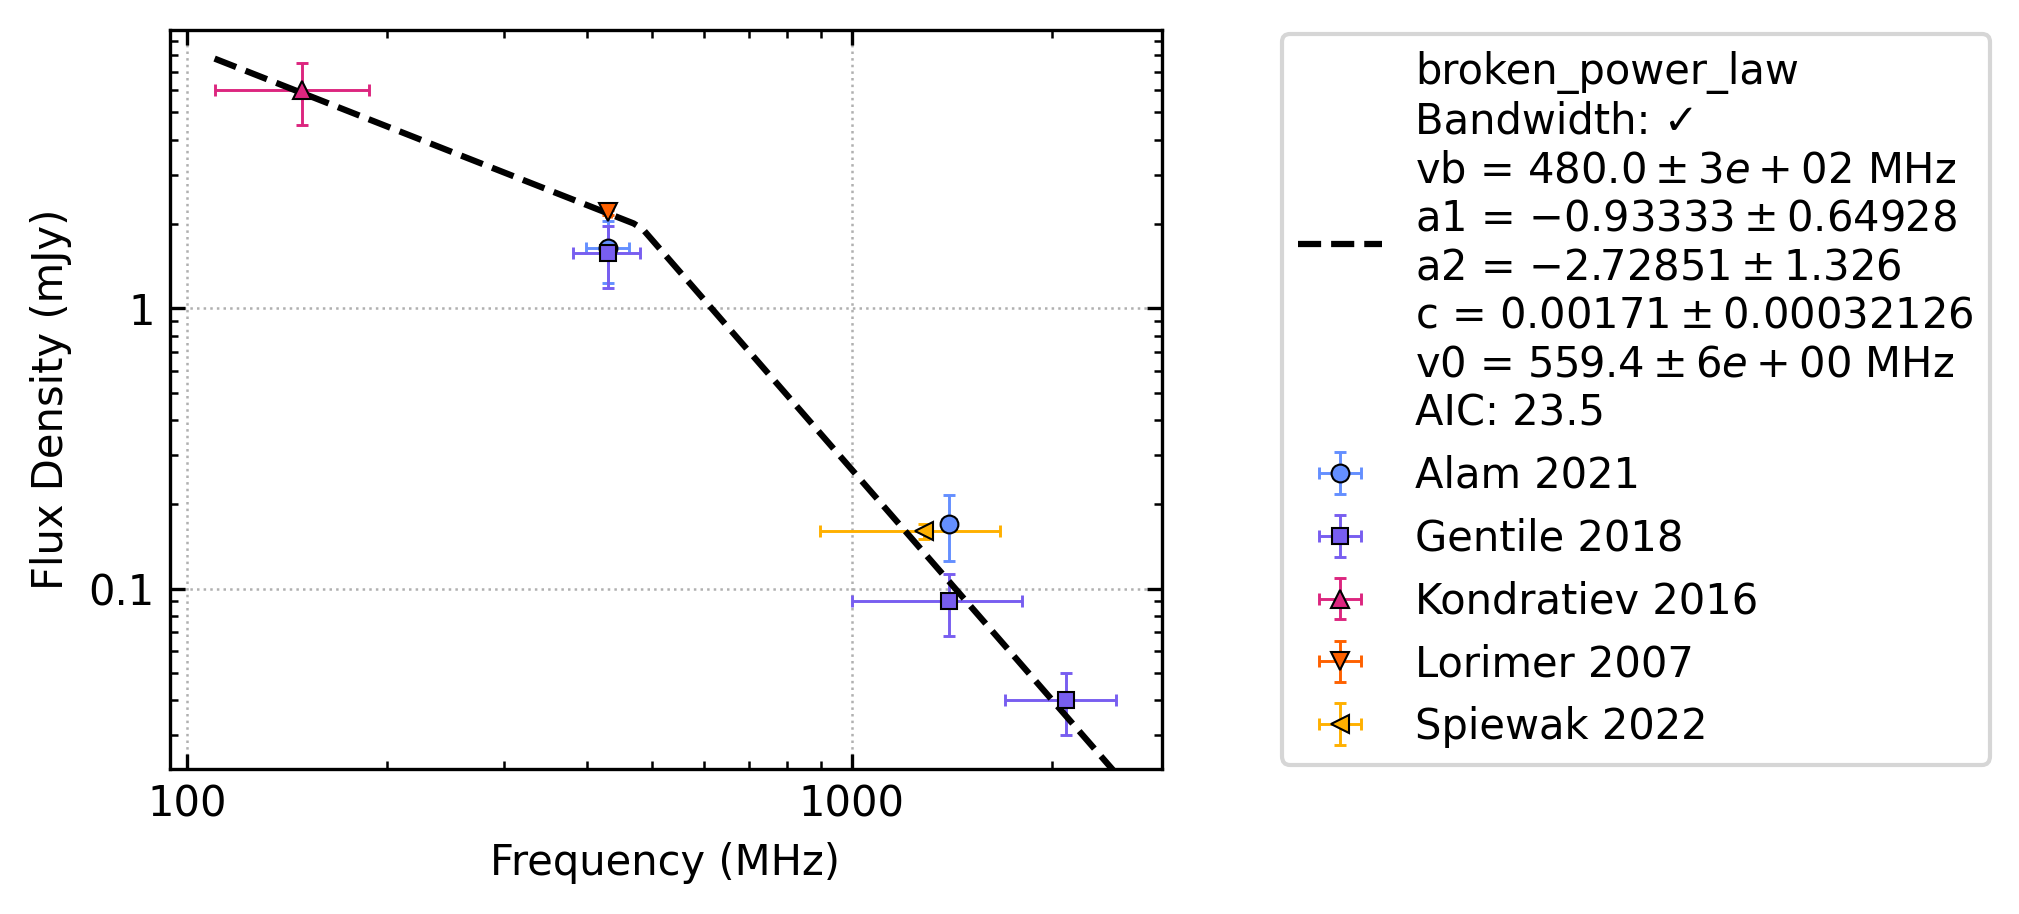 Flux Density (mJy)
1
0.1
100
1000
Frequency (MHz)
broken_power_law
Bandwidth: ✓
vb = 480.0 ± 3e + 02 MHz
a1 = −0.93333 ± 0.64928
a2 = −2.72851 ± 1.326
c = 0.00171 ± 0.00032126
v0 = 559.4 ± 6e + 00 MHz
AIC: 23.5
Alam 2021
Gentile 2018
Kondratiev 2016
Lorimer 2007
Spiewak 2022